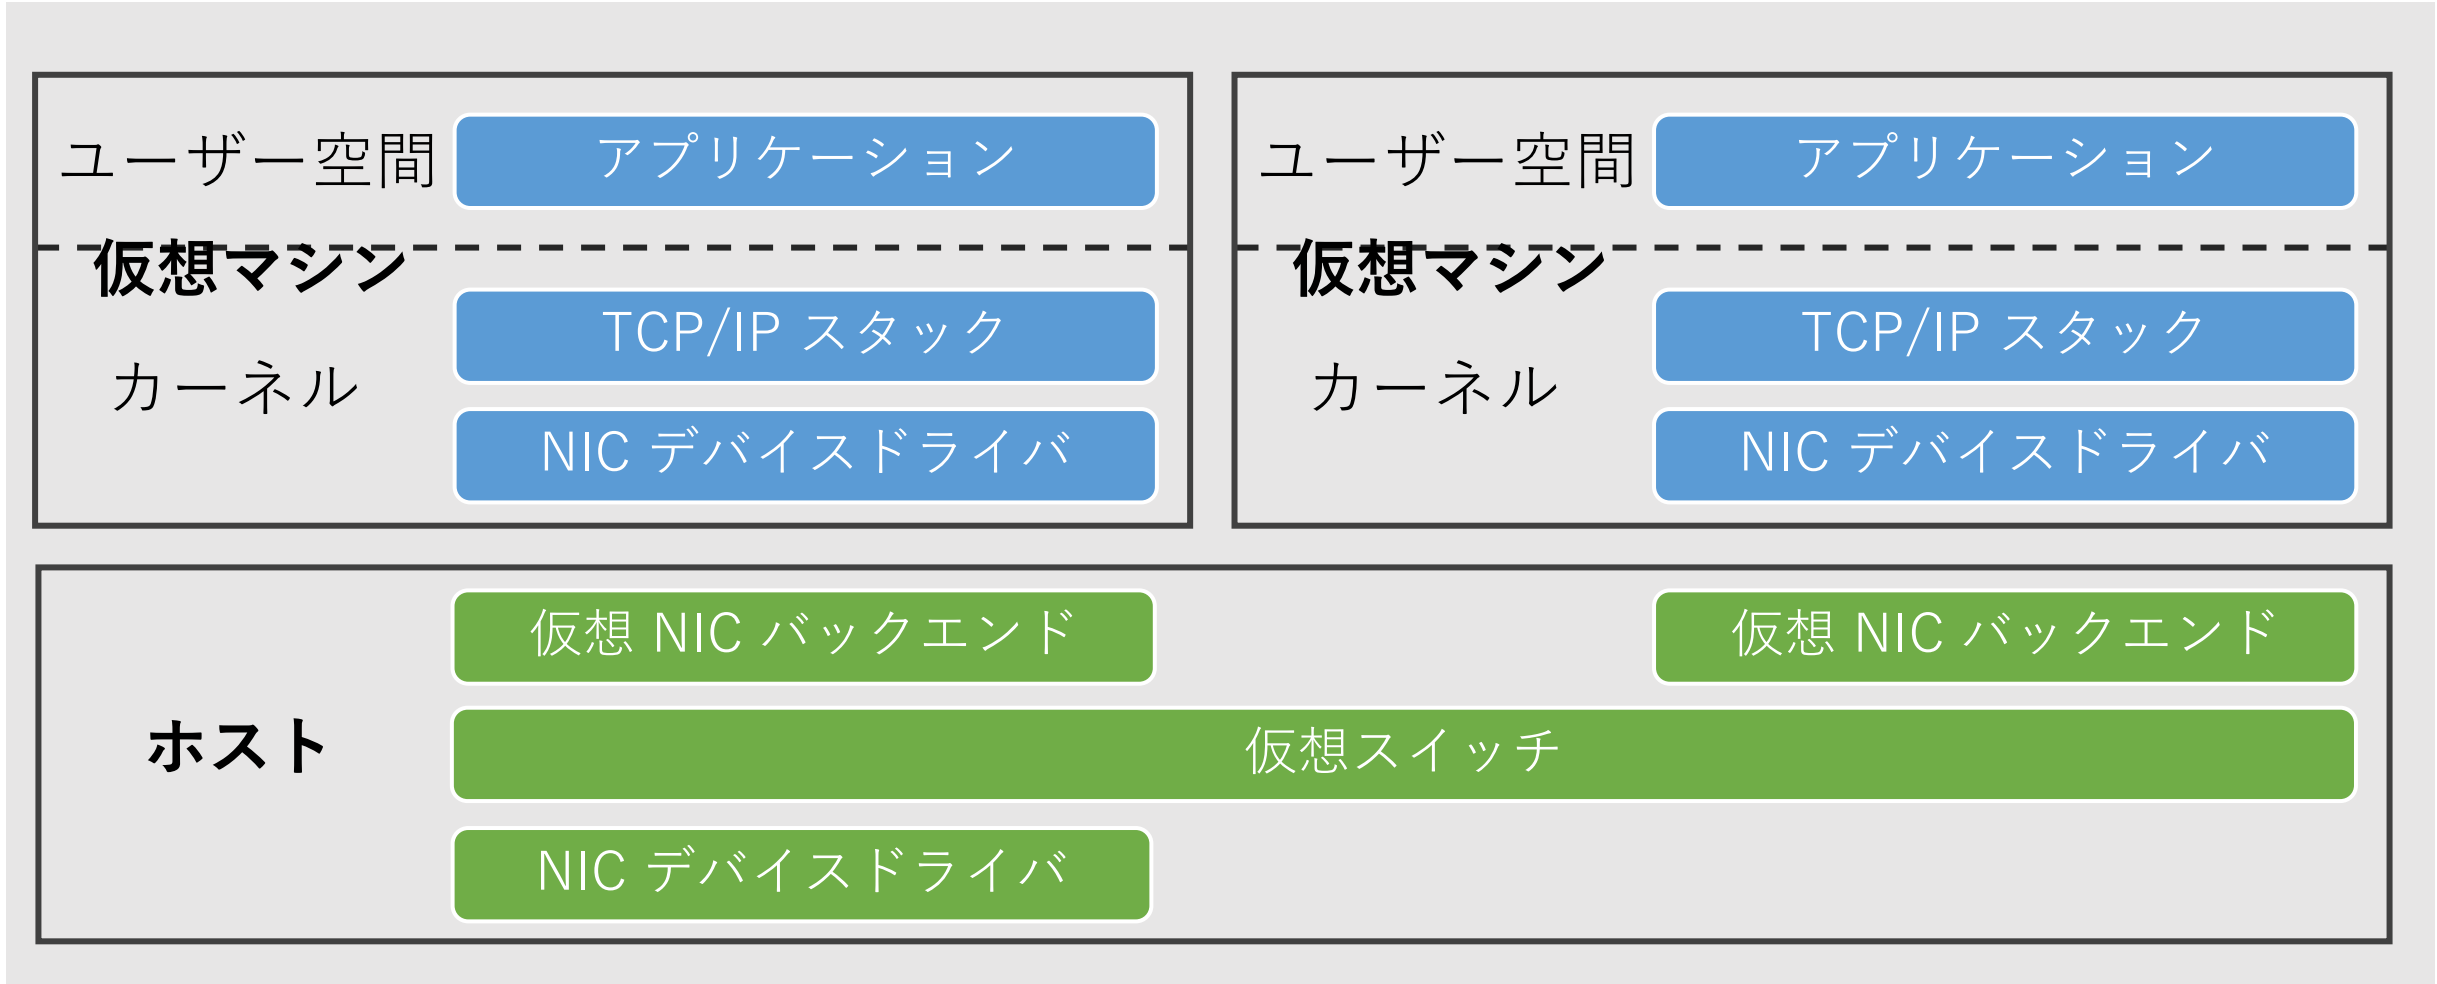 ユーザー空間
アプリケーション
仮想マシン
TCP/IP スタック
カーネル
NIC デバイスドライバ
ユーザー空間
アプリケーション
仮想マシン
TCP/IP スタック
カーネル
NIC デバイスドライバ
仮想 NIC バックエンド
仮想 NIC バックエンド
ホスト
仮想スイッチ
NIC デバイスドライバ